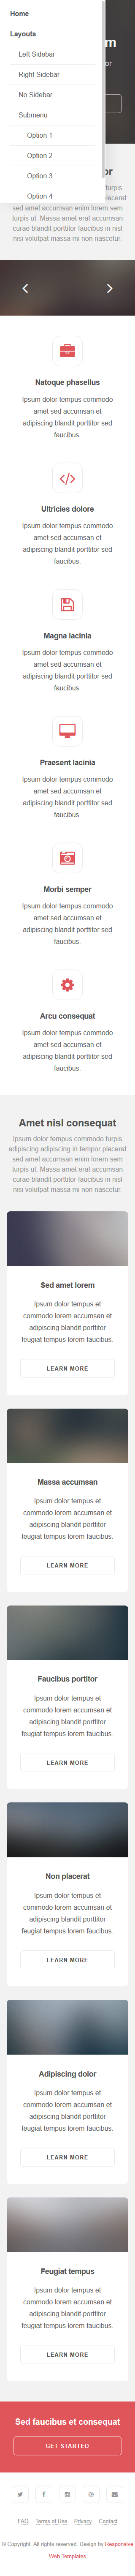 Home
Layouts
Left Sidebar
Right Sidebar
No Sidebar
Submenu
Option 1
Option 2
Option 3
Option 4
amet accumsan enim lorem sem
turpis ut. Massa amet erat accumsan
dolor tempus commodo porttitor sed in
nisl wisi volutpat massa mi non nascetur.
Natoque phasellus
Ipsum dolor tempus commodo
amet sed accumsan et
adipiscing blandit porttitor sed
faucibus.
Ultricies dolore
Ipsum dolor tempus commodo
amet sed accumsan et
adipiscing blandit porttitor sed
faucibus.
Magna lacinia
Ipsum dolor tempus commodo
amet sed accumsan et
adipiscing blandit porttitor sed
faucibus.
Praesent lacinia
Ipsum dolor tempus commodo
amet sed accumsan et
adipiscing blandit porttitor sed
faucibus.
Morbi semper
Ipsum dolor tempus commodo
amet sed accumsan et
adipiscing blandit porttitor sed
faucibus.
Arcu consequat
Ipsum dolor tempus commodo
amet sed accumsan et
adipiscing blandit porttitor sed
faucibus.
Amet nisl consequat
Ipsum dolor tempus commodo turpis
adipiscing adipiscing in tempor placerat
sed amet accumsan enim lorem sem
turpis ut. Massa amet erat accumsan
dolor tempus commodo porttitor sed in
nisl wisi volutpat massa mi non nascetur.
Sed amet lorem
Ipsum dolor tempus commodo
lorem commodo accumsan et
adipiscing blandit porttitor
feugiat tempus lorem faucibus.
LEARN MORE
Massa accumsan
Ipsum dolor tempus commodo
lorem commodo accumsan et
adipiscing blandit porttitor
feugiat tempus lorem faucibus.
LEARN MORE
Faucibus portitor
Ipsum dolor tempus commodo
lorem commodo accumsan et
adipiscing blandit porttitor
feugiat tempus lorem faucibus.
LEARN MORE
Non placerat
Ipsum dolor tempus commodo
lorem commodo accumsan et
adipiscing blandit porttitor
feugiat tempus lorem faucibus.
LEARN MORE
Adipiscing dolor
Ipsum dolor tempus commodo
lorem commodo accumsan et
adipiscing blandit porttitor
feugiat tempus lorem faucibus.
LEARN MORE
Feugiat tempus
Ipsum dolor tempus commodo
lorem commodo accumsan et
adipiscing blandit porttitor
feugiat tempus lorem faucibus.
LEARN MORE
Sed faucibus et consequat
GET STARTED
FAQ Terms of Use Privacy Contact
© Copyright. All rights reserved. Design by Responsive
Web Templates